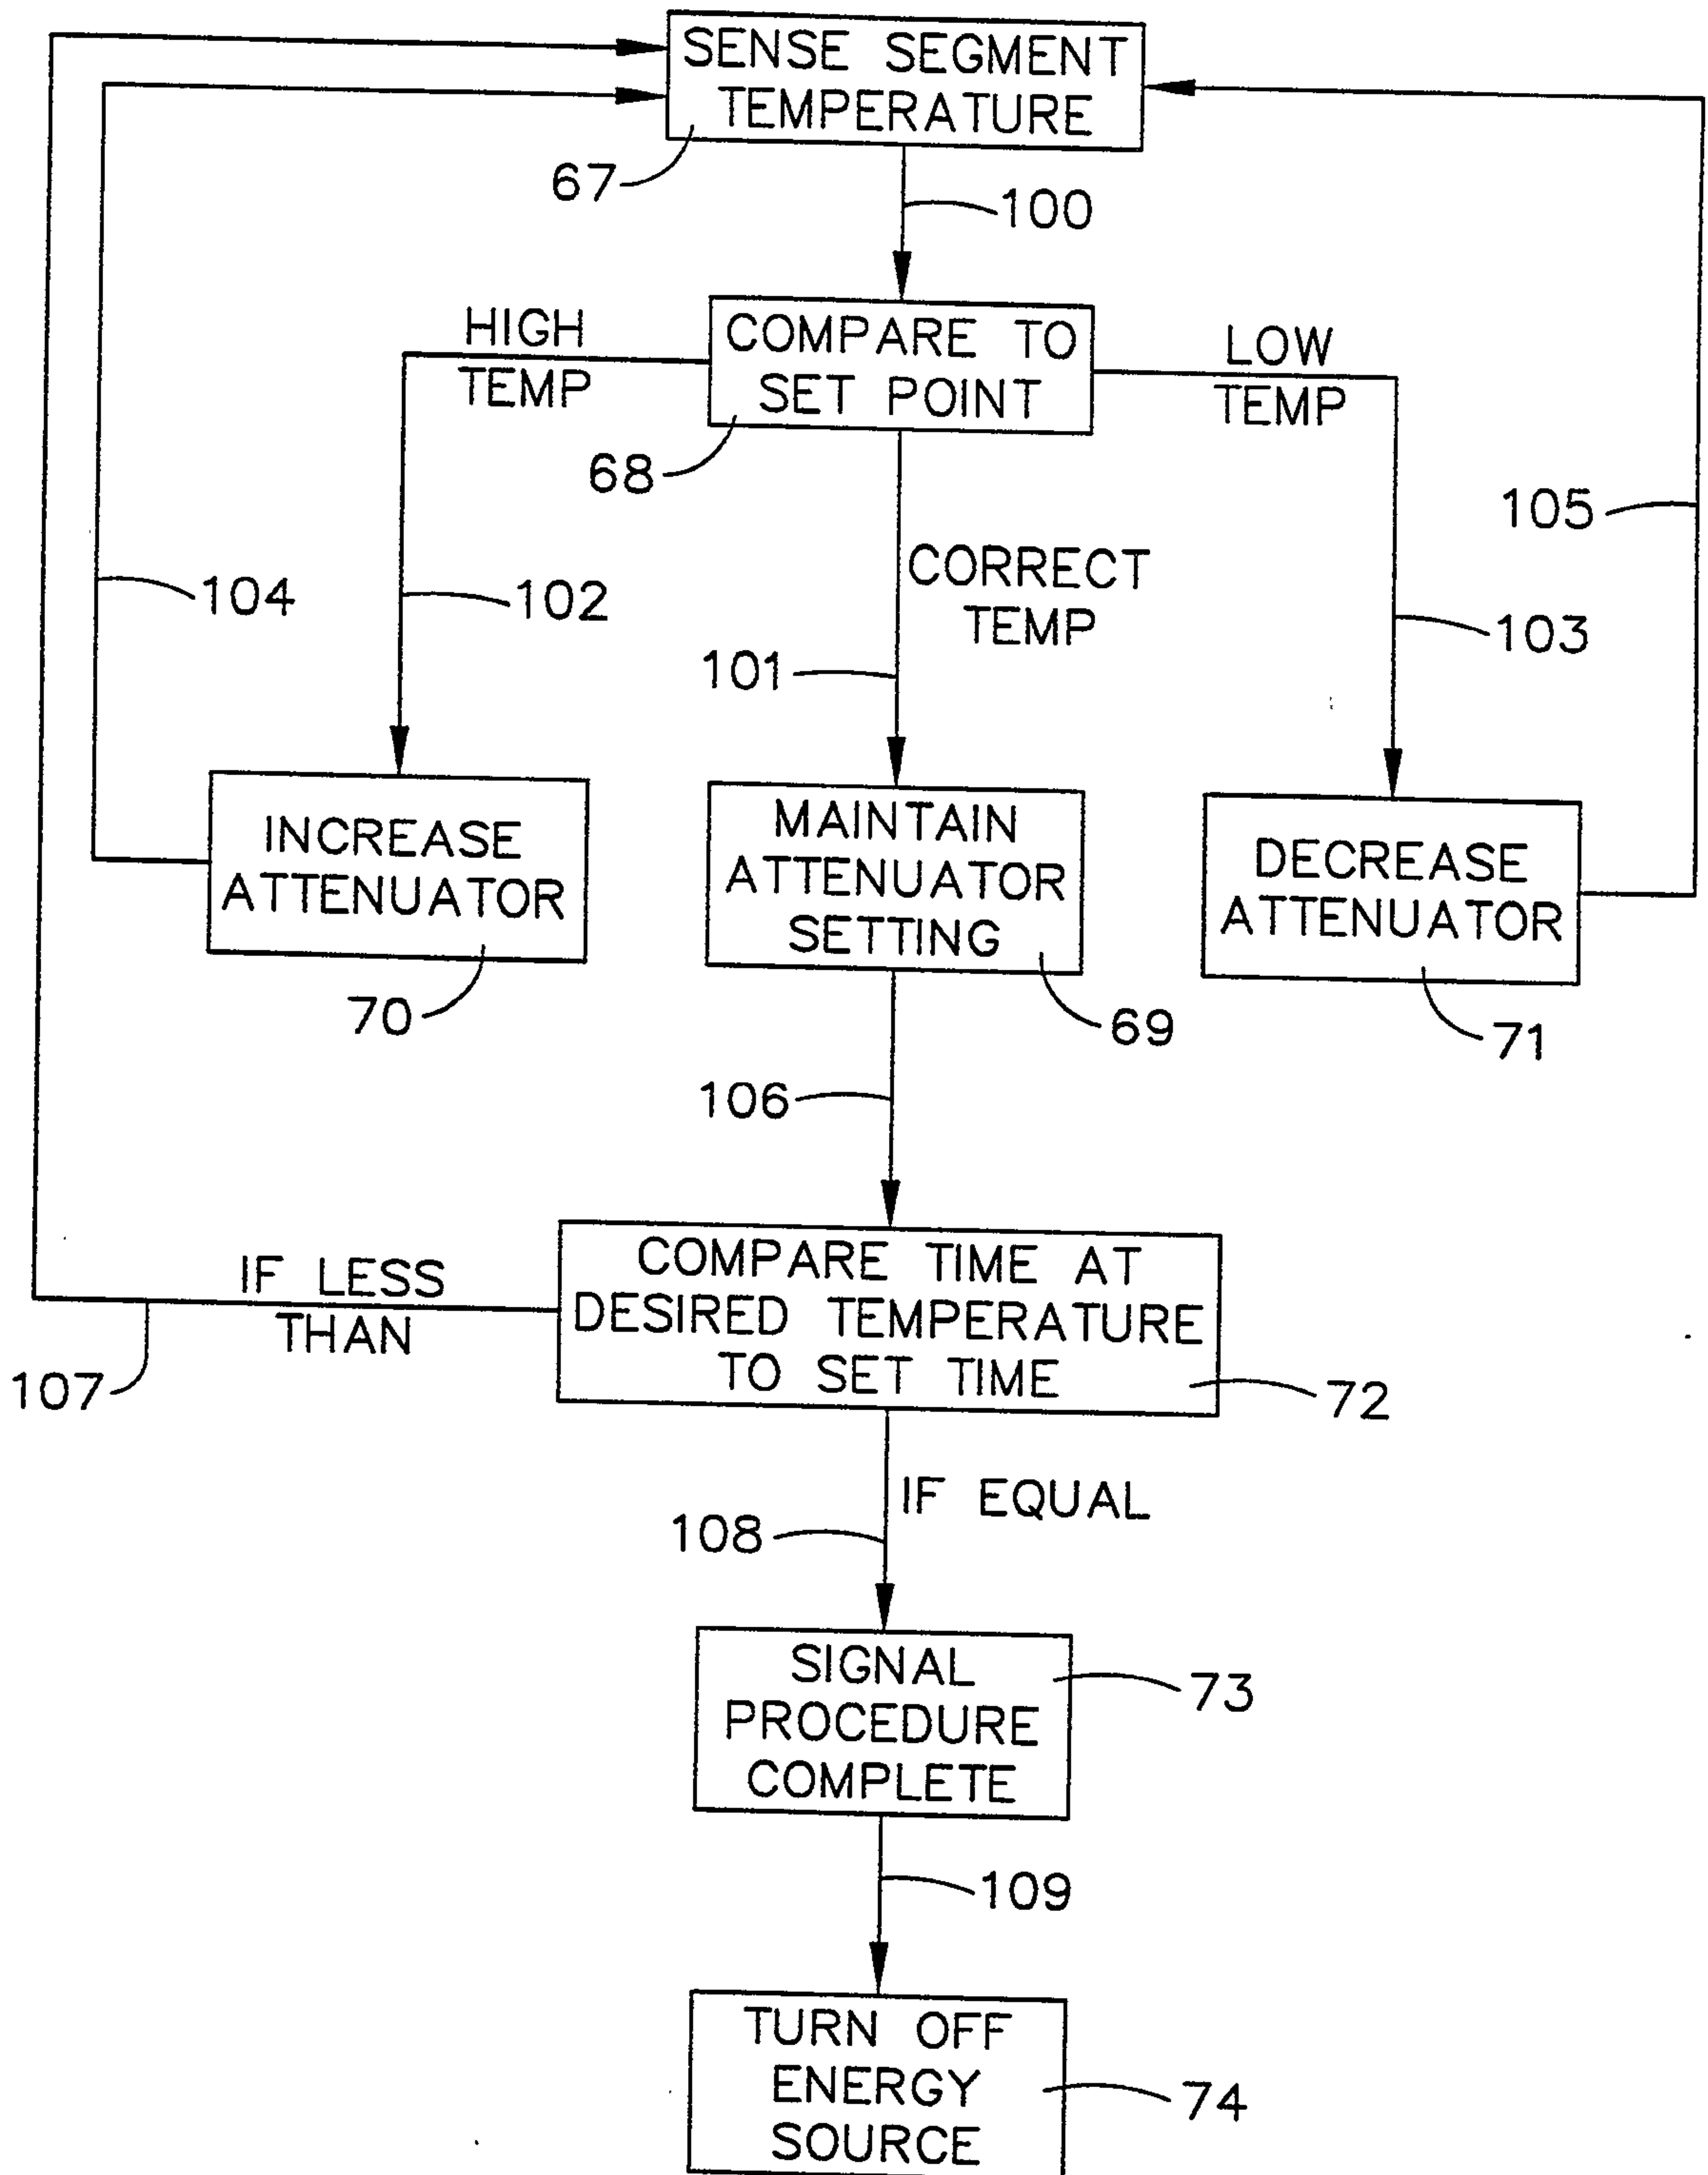 SENSE SEGMENT
TEMPERATURE
67
100
HIGH
TEMP
COMPARE TO
SET POINT
LOW
TEMP
68
105
104
102
CORRECT
TEMP
103
101
INCREASE
ATTENUATOR
MAINTAIN
ATTENUATOR
SETTING
DECREASE
ATTENUATOR
70
69
71
106
IF LESS
THAN
COMPARE TIME AT
DESIRED TEMPERATURE
TO SET TIME
107
72
IF EQUAL
108
SIGNAL
PROCEDURE
COMPLETE
73
109
TURN OFF
ENERGY
SOURCE
74